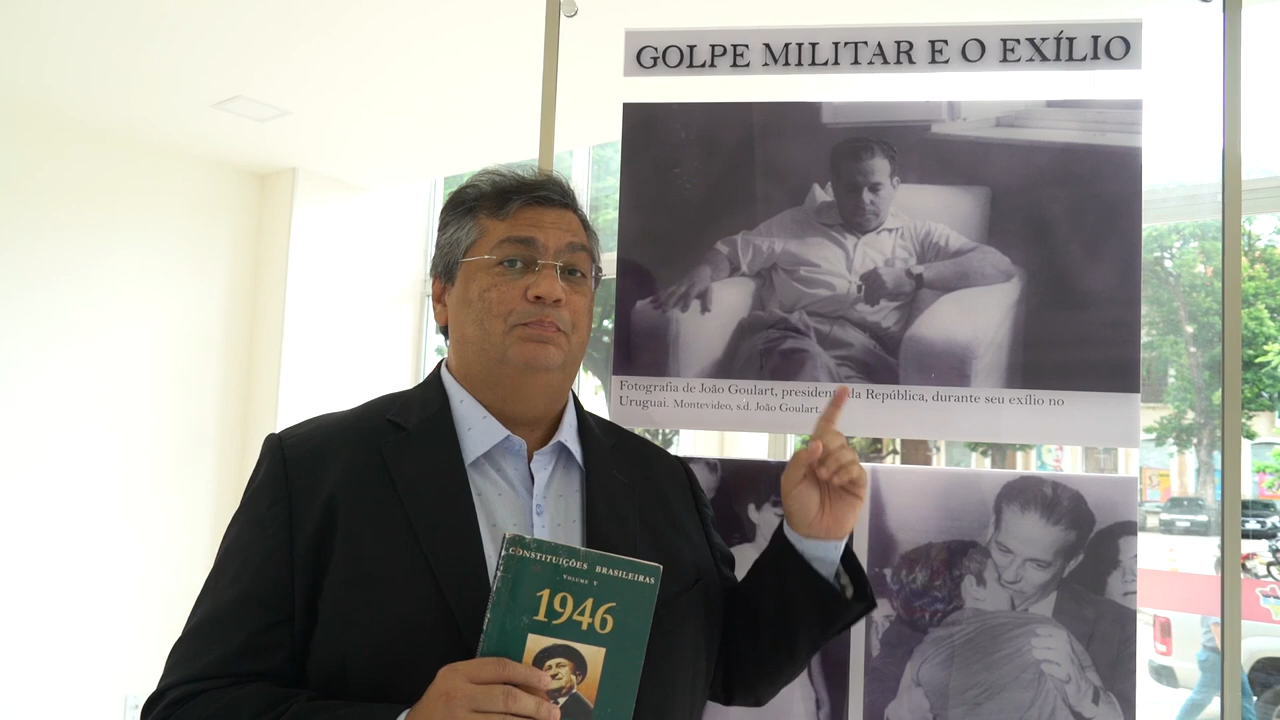 GOLPE MILITAR E O EXÍLIO
Fotografia de João Goulart, presidente da República, durante seu exílio no
Uruguai. Montevideo, s.d. João Goulart.
CONSTITUIÇÕES BRASILEIRAS
VOLUME V
1946